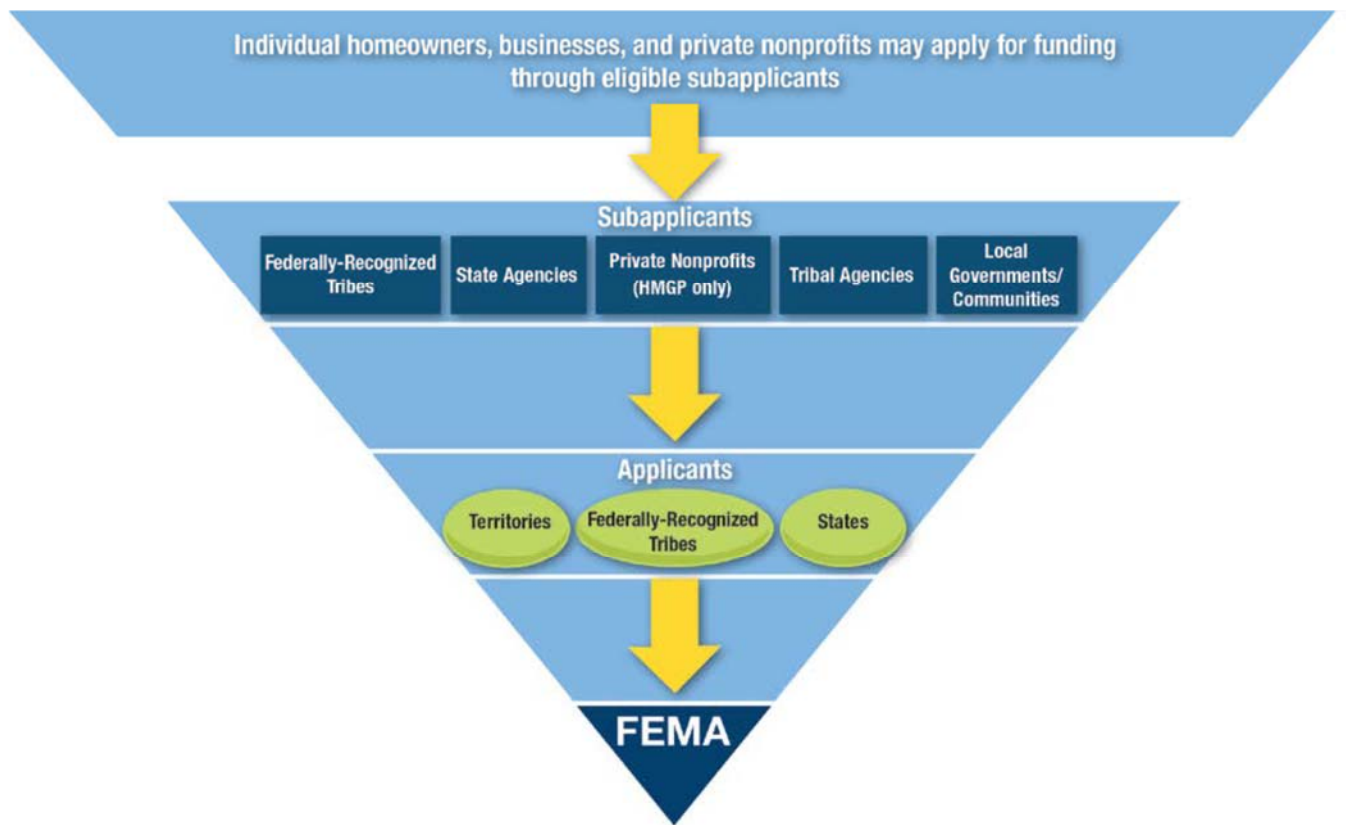 Individual homeowners, businesses, and private nonprofits may apply for funding
through eligible subapplicants
Subapplicants
Federally-Recognized
Tribes
State Agencies
Private Nonprofits
(HMGP only)
Tribal Agencies
Local
Governments/
Communities
Applicants
Territories
Federally-Recognized
Tribes
States
FEMA